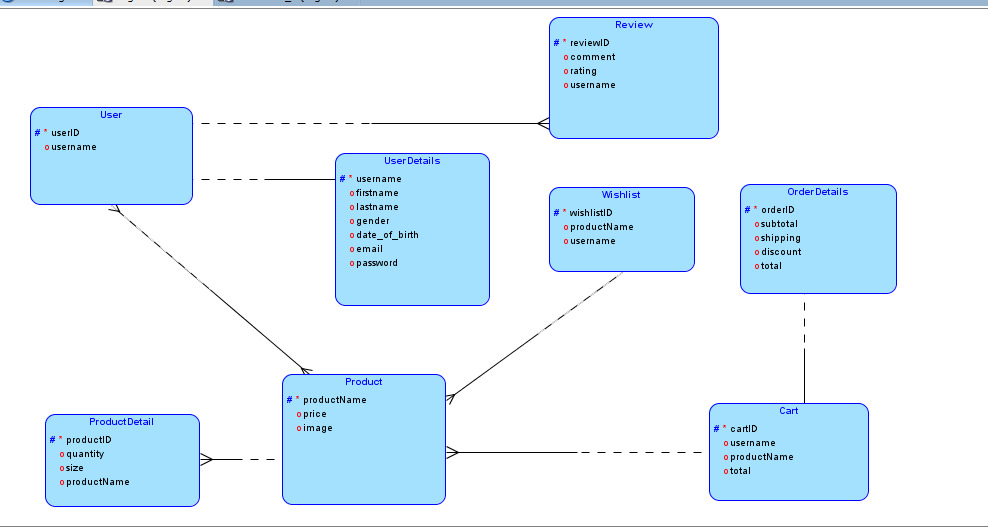 Review
# * reviewID
o comment
o rating
o username
User
# * userID
o username
UserDetails
# * username
o firstname
o lastname
o gender
o date_of_birth
o email
o password
Wishlist
# * wishlistID
o productName
o username
OrderDetails
# * orderID
o subtotal
o shipping
o discount
o total
Product
# * productName
o price
o image
ProductDetail
# * productID
o quantity
o size
o productName
Cart
# * cartID
o username
o productName
o total